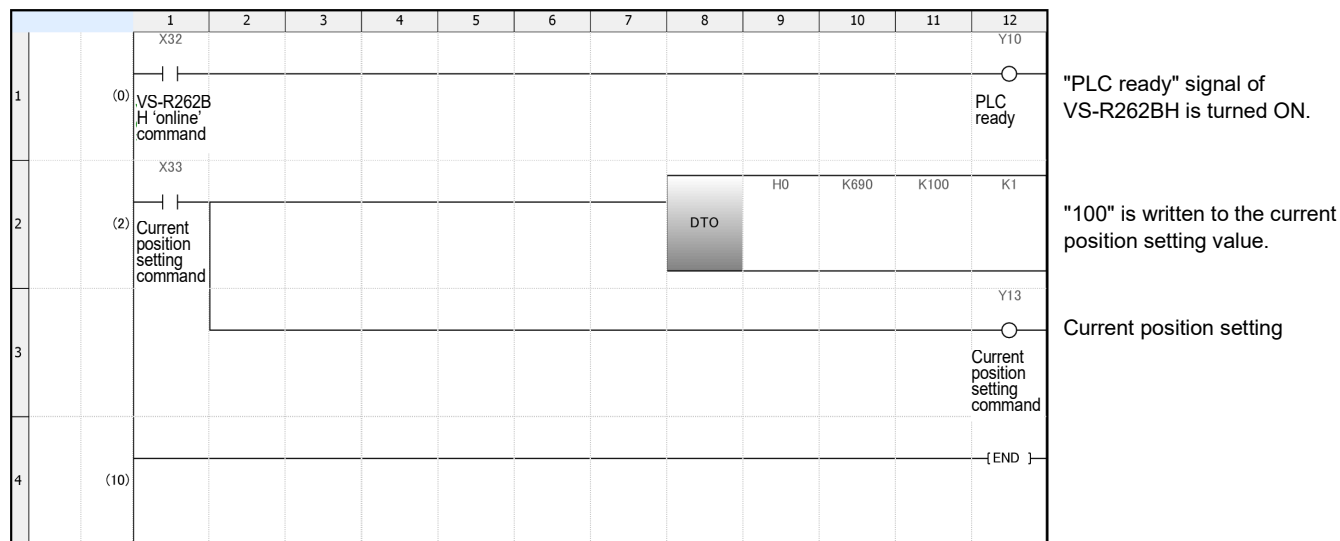 1 2 3 4 5 6 7 8 9 10 11 12
X32 Y10
1 (0) VS-R262B
H ‘online’
command
PLC
ready
"PLC ready" signal of
VS-R262BH is turned ON.
X33
2 (2) Current
position
setting
command
DTO H0 K690 K100 K1
"100" is written to the current
position setting value.
Y13
3
Current
position
setting
command
Current position setting
4 (10) [END ]